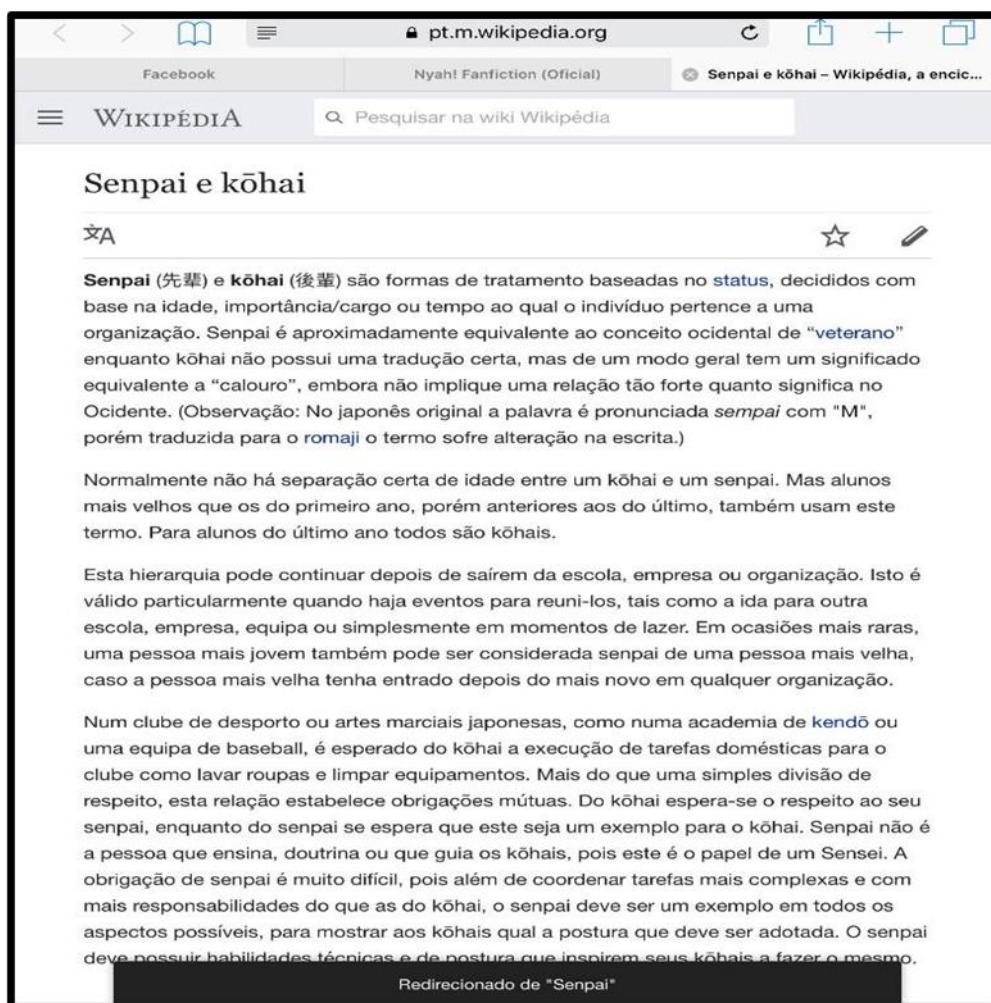 pt.m.wikipedia.org
Facebook
Nyah! Fanfiction (Oficial)
Senpai e kōhai – Wikipédia, a encic...
WIKIPÉDIA
Pesquisar na wiki Wikipédia
Senpai e kōhai
Senpai (先輩) e kōhai (後輩) são formas de tratamento baseadas no status, decididos com
base na idade, importância/cargo ou tempo ao qual o indivíduo pertence a uma
organização. Senpai é aproximadamente equivalente ao conceito ocidental de “veterano”
enquanto kōhai não possui uma tradução certa, mas de um modo geral tem um significado
equivalente a “calouro”, embora não implique uma relação tão forte quanto significa no
Ocidente. (Observação: No japonês original a palavra é pronunciada sempai com "M",
porém traduzida para o romaji o termo sofre alteração na escrita.)
Normalmente não há separação certa de idade entre um kōhai e um senpai. Mas alunos
mais velhos que os do primeiro ano, porém anteriores aos do último, também usam este
termo. Para alunos do último ano todos são kōhais.
Esta hierarquia pode continuar depois de saírem da escola, empresa ou organização. Isto é
válido particularmente quando haja eventos para reuni-los, tais como a ida para outra
escola, empresa, equipa ou simplesmente em momentos de lazer. Em ocasiões mais raras,
uma pessoa mais jovem também pode ser considerada senpai de uma pessoa mais velha,
caso a pessoa mais velha tenha entrado depois do mais novo em qualquer organização.
Num clube de desporto ou artes marciais japonesas, como numa academia de kendō ou
uma equipa de baseball, é esperado do kōhai a execução de tarefas domésticas para o
clube como lavar roupas e limpar equipamentos. Mais do que uma simples divisão de
respeito, esta relação estabelece obrigações mútuas. Do kōhai espera-se o respeito ao seu
senpai, enquanto do senpai se espera que este seja um exemplo para o kōhai. Senpai não é
a pessoa que ensina, doutrina ou que guia os kōhais, pois este é o papel de um Sensei. A
obrigação de senpai é muito difícil, pois além de coordenar tarefas mais complexas e com
mais responsabilidades do que as do kōhai, o senpai deve ser um exemplo em todos os
aspectos possíveis, para mostrar aos kōhais qual a postura que deve ser adotada. O senpai
deve possuir habilidades técnicas e de postura que inspirem seus kōhais a fazer o mesmo.
Redirecionado de "Senpai"